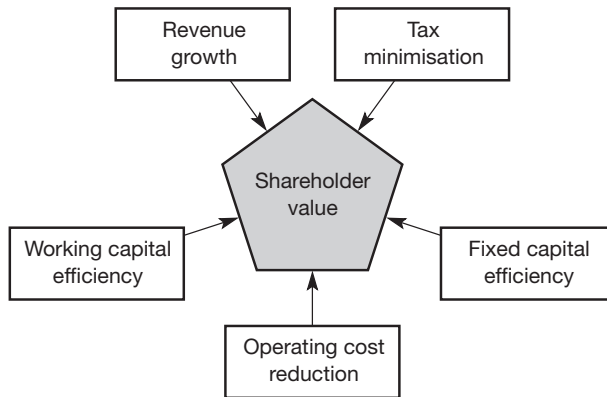 Revenue
growth
Tax
minimisation
Shareholder
value
Working capital
efficiency
Fixed capital
efficiency
Operating cost
reduction